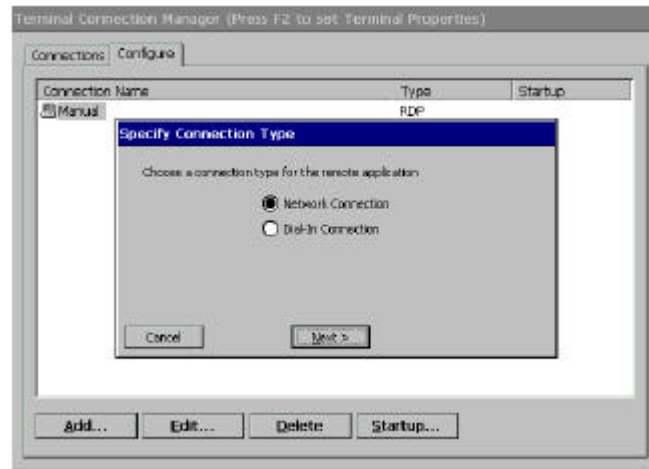 Terminal Connection Manager (Press F2 to Set Terminal Properties)
Connections Configure
Connection Name Type Startup
Manual RDP
Specify Connection Type
Choose a connection type for the remote application
Network Connection
Dial-In Connection
Cancel Next >
Add... Edit... Delete Startup...